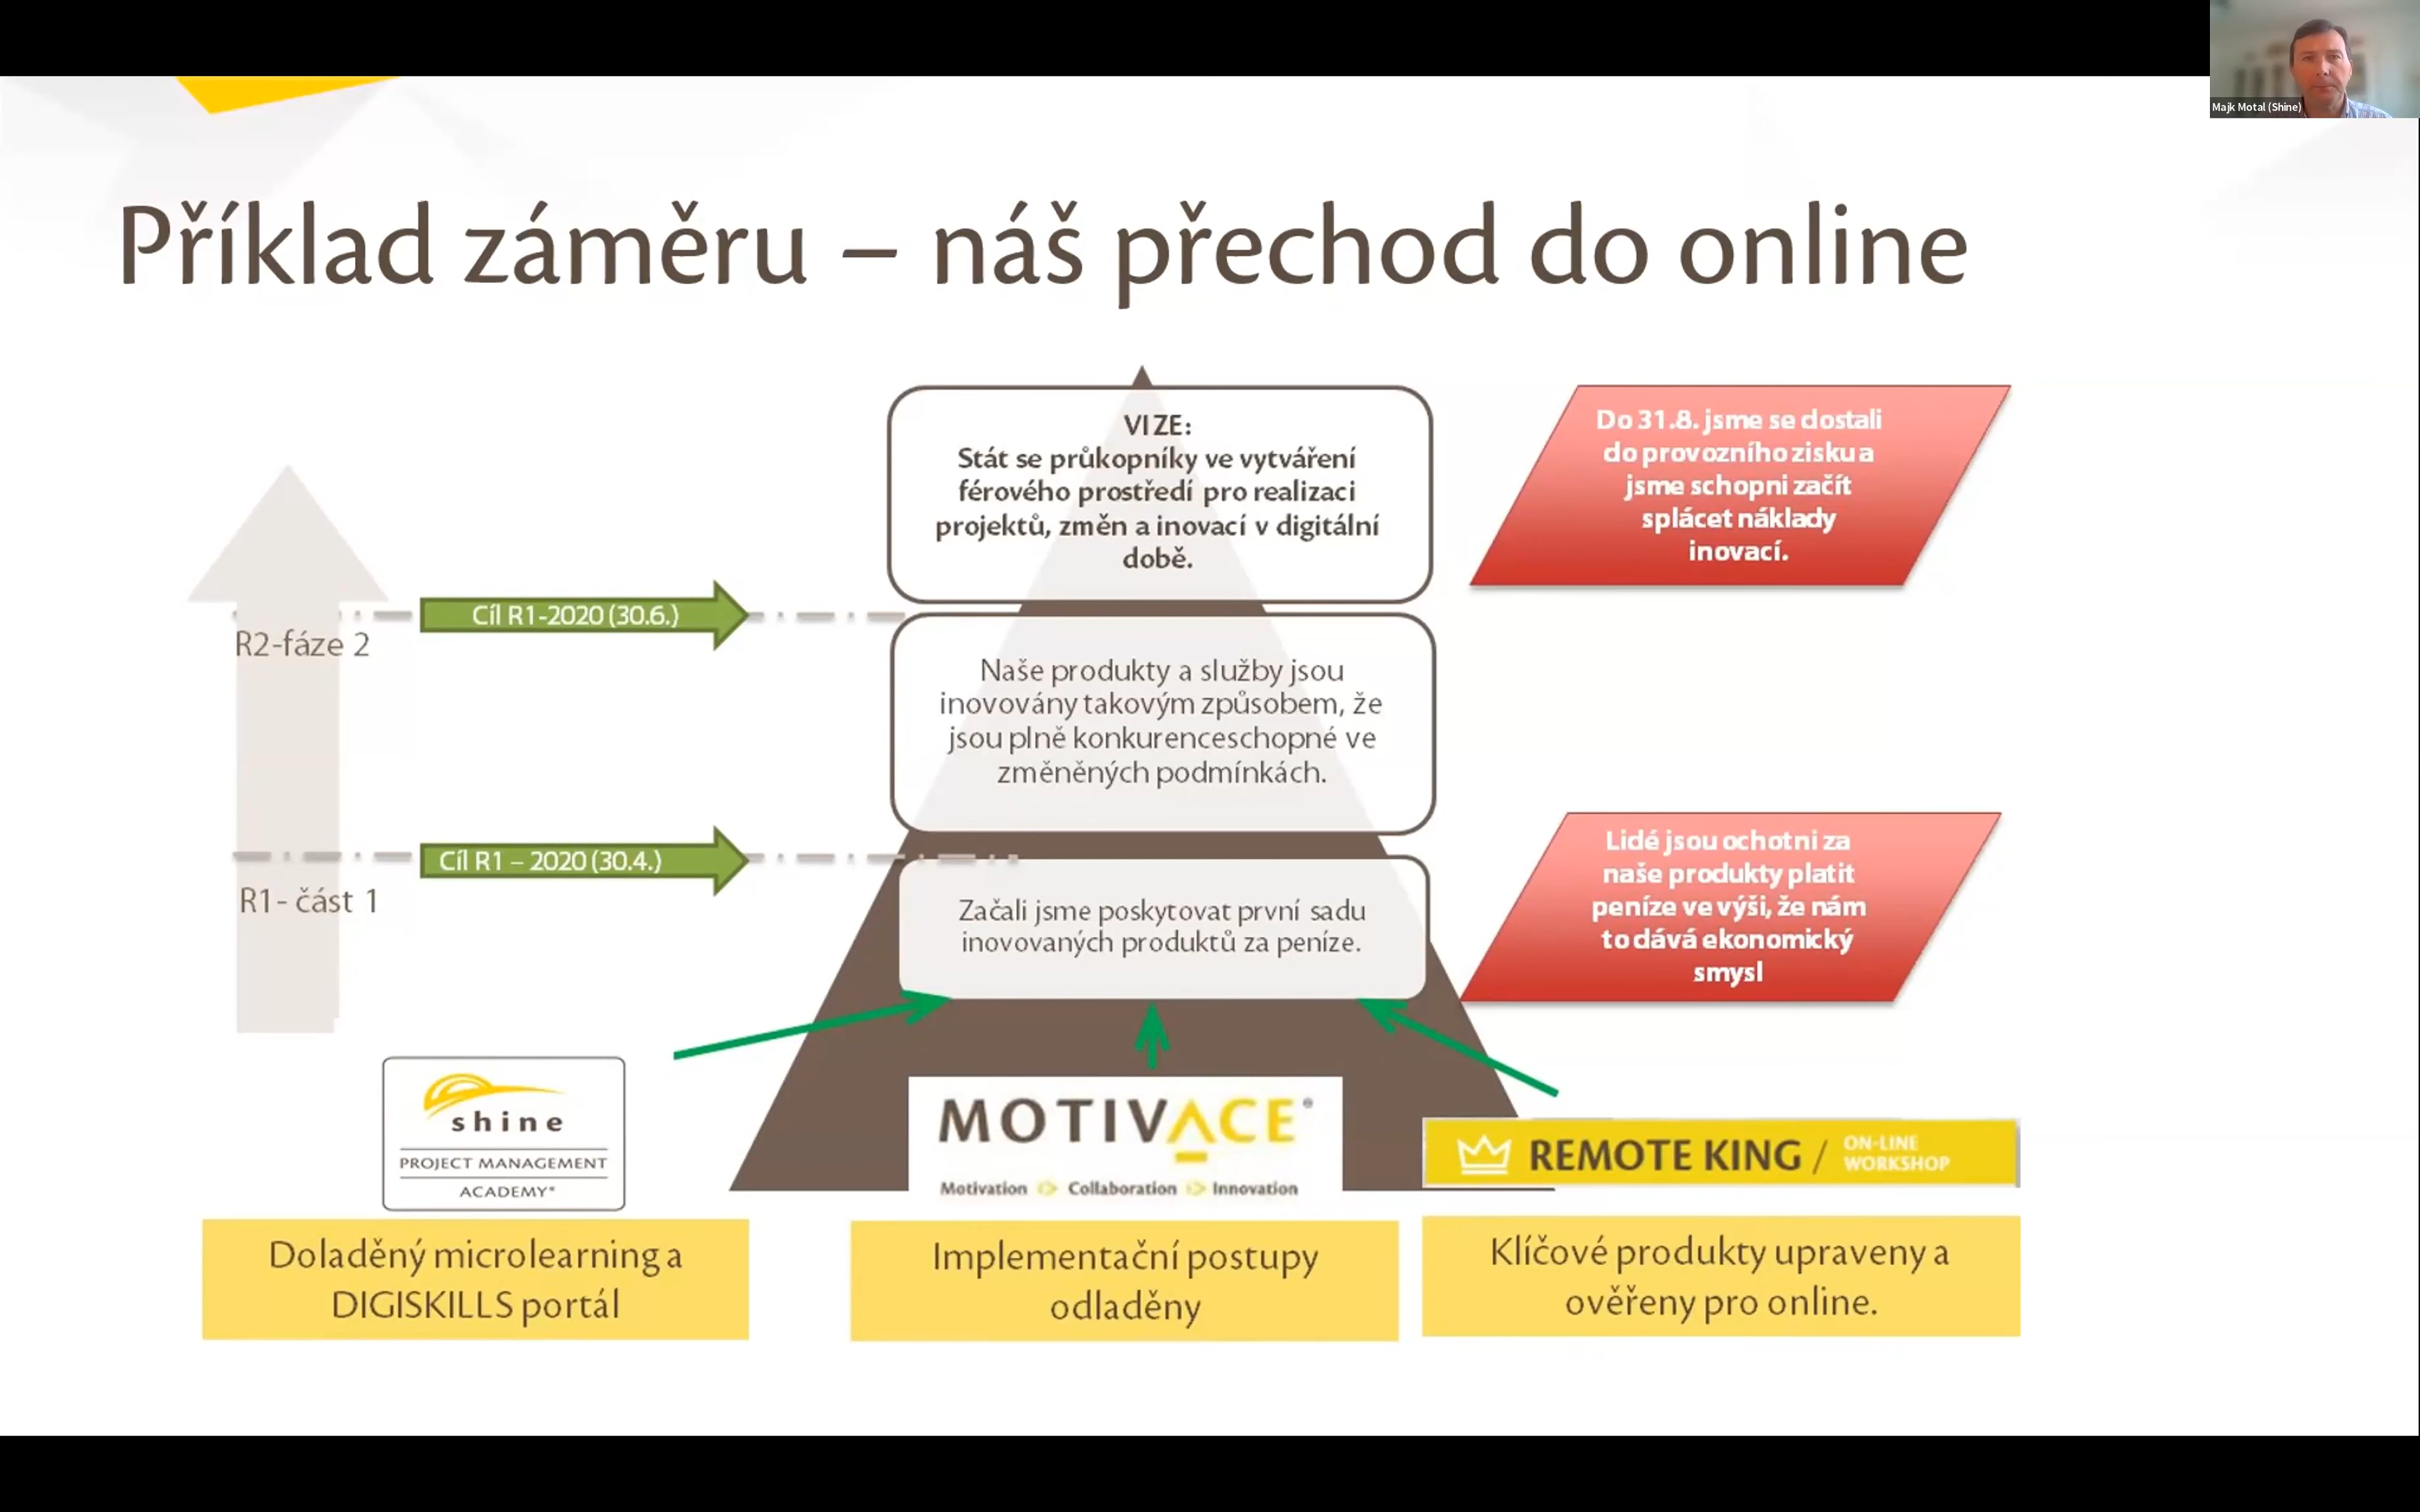 Majk Motal (Shine)
Příklad záměru – náš přechod do online
VIZE:
Stát se průkopníky ve vytváření
férového prostředí pro realizaci
projektů, změn a inovací v digitální
době.
Do 31.8. jsme se dostali
do provozního zisku a
jsme schopni začít
splácet náklady
inovací.
Cíl R1-2020 (30.6.)
R2-fáze 2
Naše produkty a služby jsou
inovovány takovým způsobem, že
jsou plně konkurenceschopné ve
změněných podmínkách.
Cíl R1 – 2020 (30.4.)
R1- část 1
Začali jsme poskytovat první sadu
inovovaných produktů za peníze.
Lidé jsou ochotni za
naše produkty platit
peníze ve výši, že nám
to dává ekonomický
smysl
shine
PROJECT MANAGEMENT
ACADEMY®
MOTIVACE®
Motivation Collaboration Innovation
REMOTE KING / ON-LINE
WORKSHOP
Doladěný microlearning a
DIGISKILLS portál
Implementační postupy
odladěny
Klíčové produkty upraveny a
ověřeny pro online.